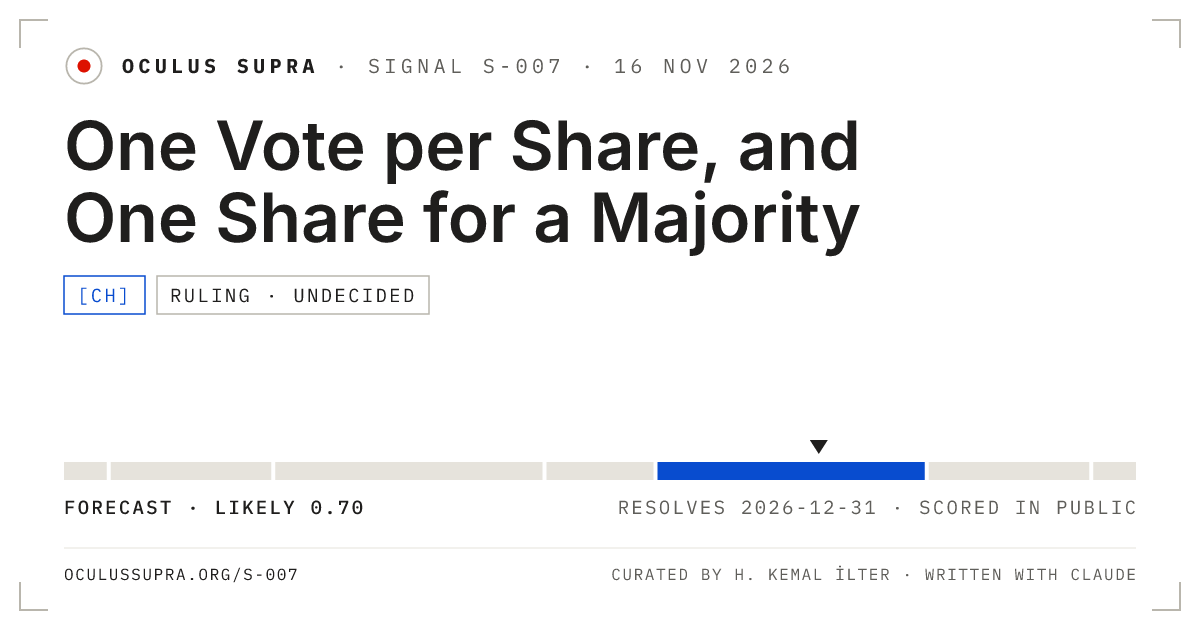 OCULUS SUPRA · SIGNAL S-007 · 16 NOV 2026
One Vote per Share, and
One Share for a Majority
[CH] RULING · UNDECIDED
FORECAST · LIKELY 0.70 RESOLVES 2026-12-31 · SCORED IN PUBLIC
OCULUSSUPRA.ORG/S-007 CURATED BY H. KEMAL İLTER · WRITTEN WITH CLAUDE